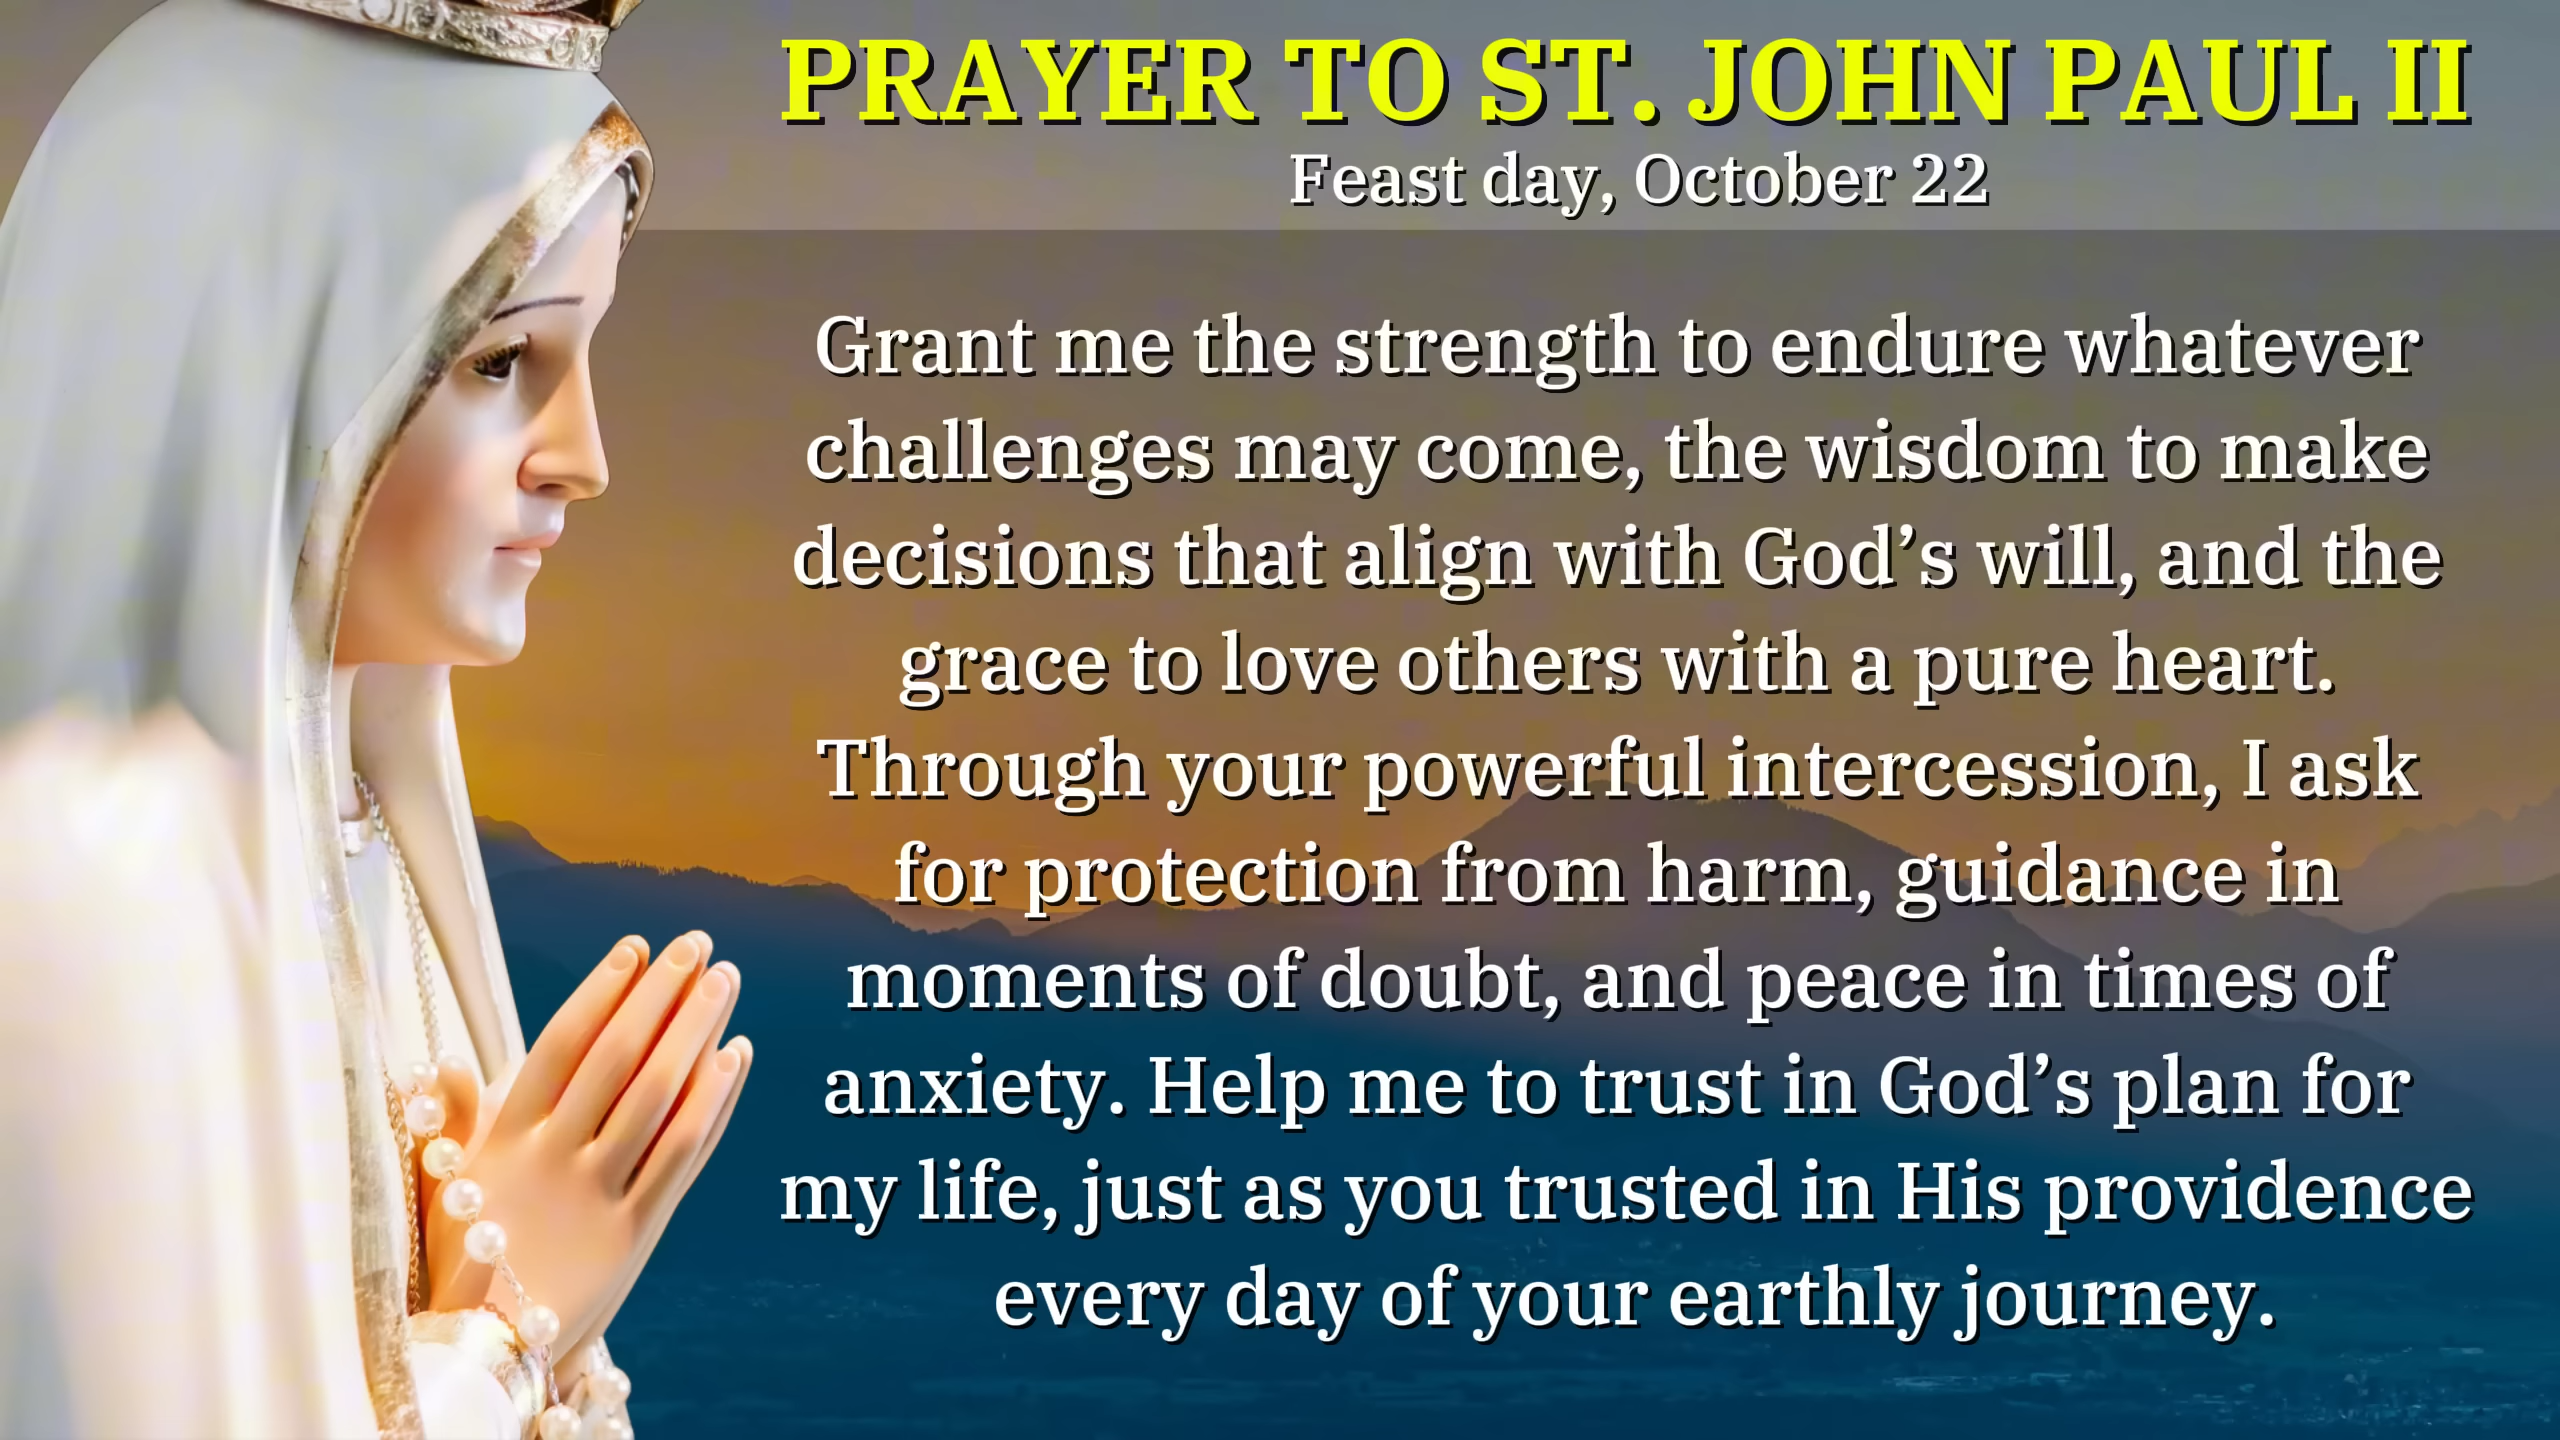 PRAYER TO ST. JOHN PAUL II
Feast day, October 22
Grant me the strength to endure whatever
challenges may come, the wisdom to make
decisions that align with God’s will, and the
grace to love others with a pure heart.
Through your powerful intercession, I ask
for protection from harm, guidance in
moments of doubt, and peace in times of
anxiety. Help me to trust in God’s plan for
my life, just as you trusted in His providence
every day of your earthly journey.